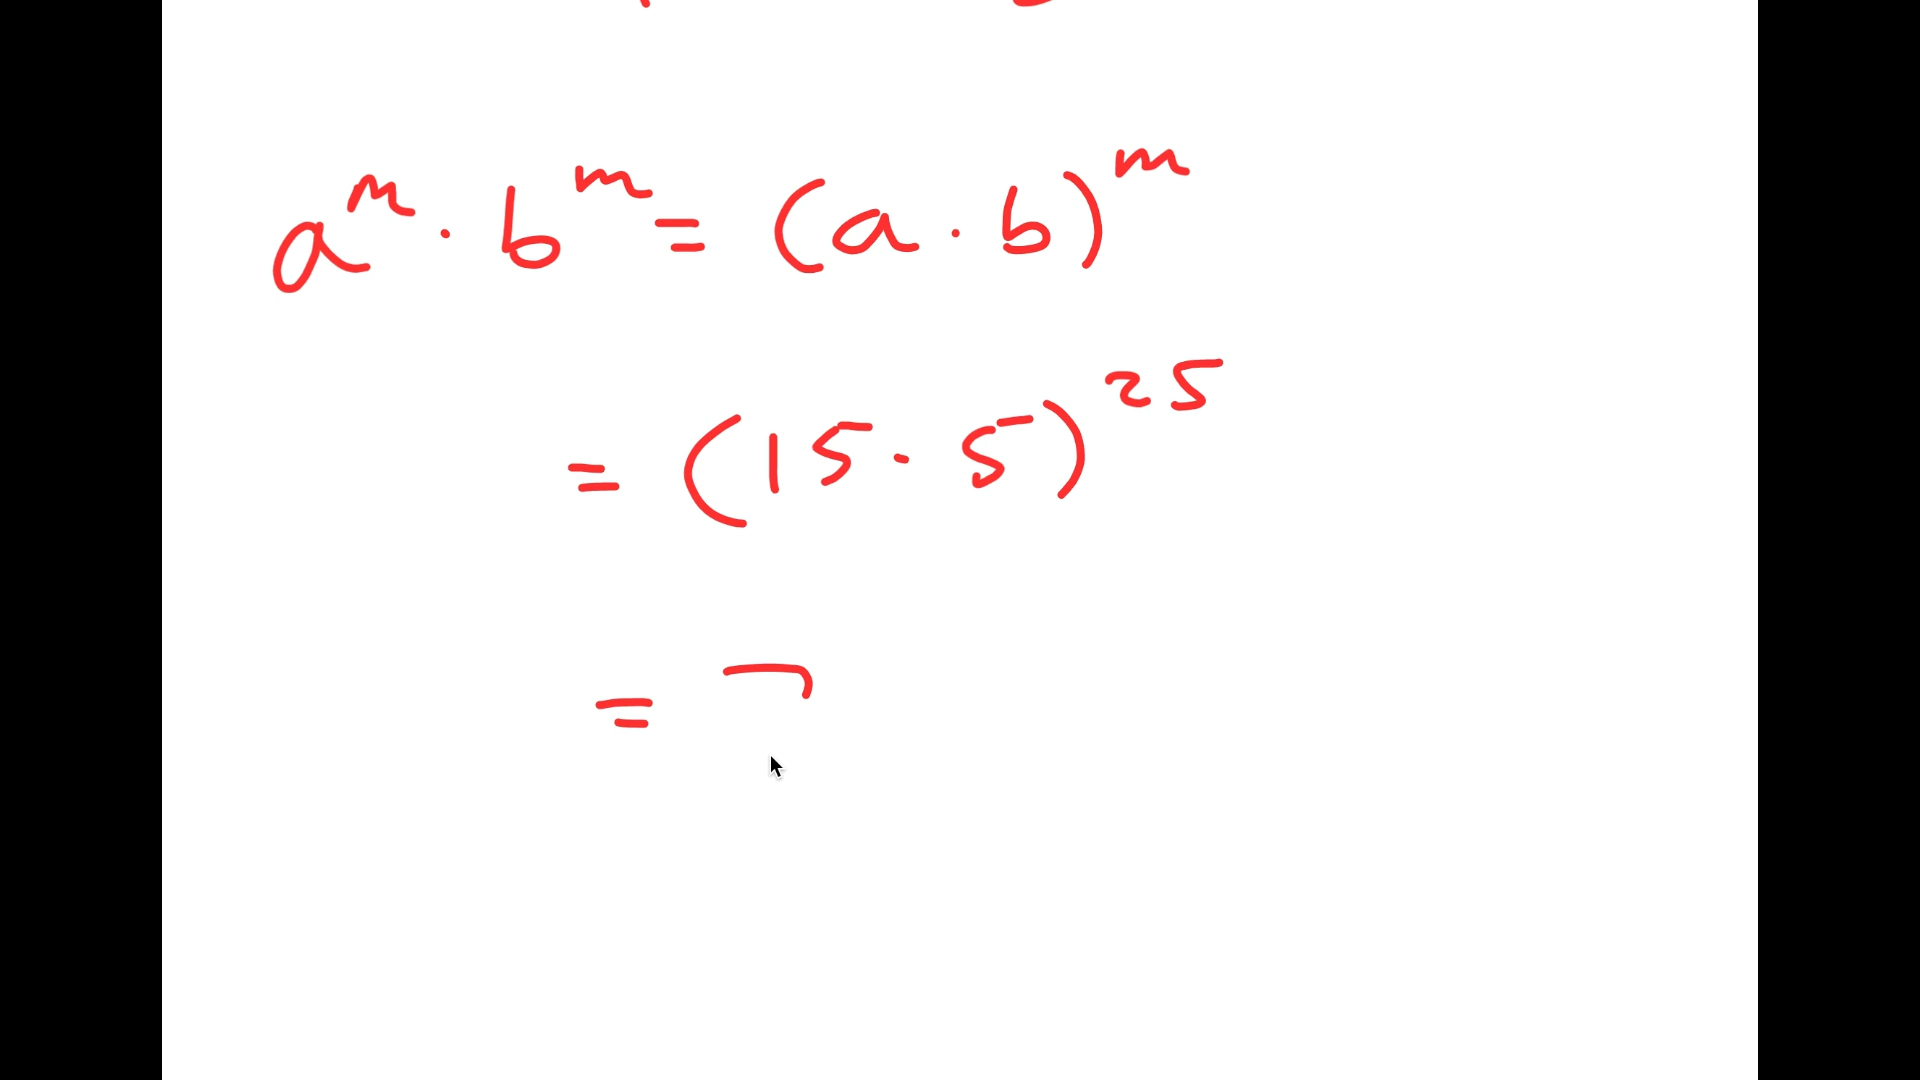 a^m · b^m = (a · b)^m
= (15 · 5)^25
=